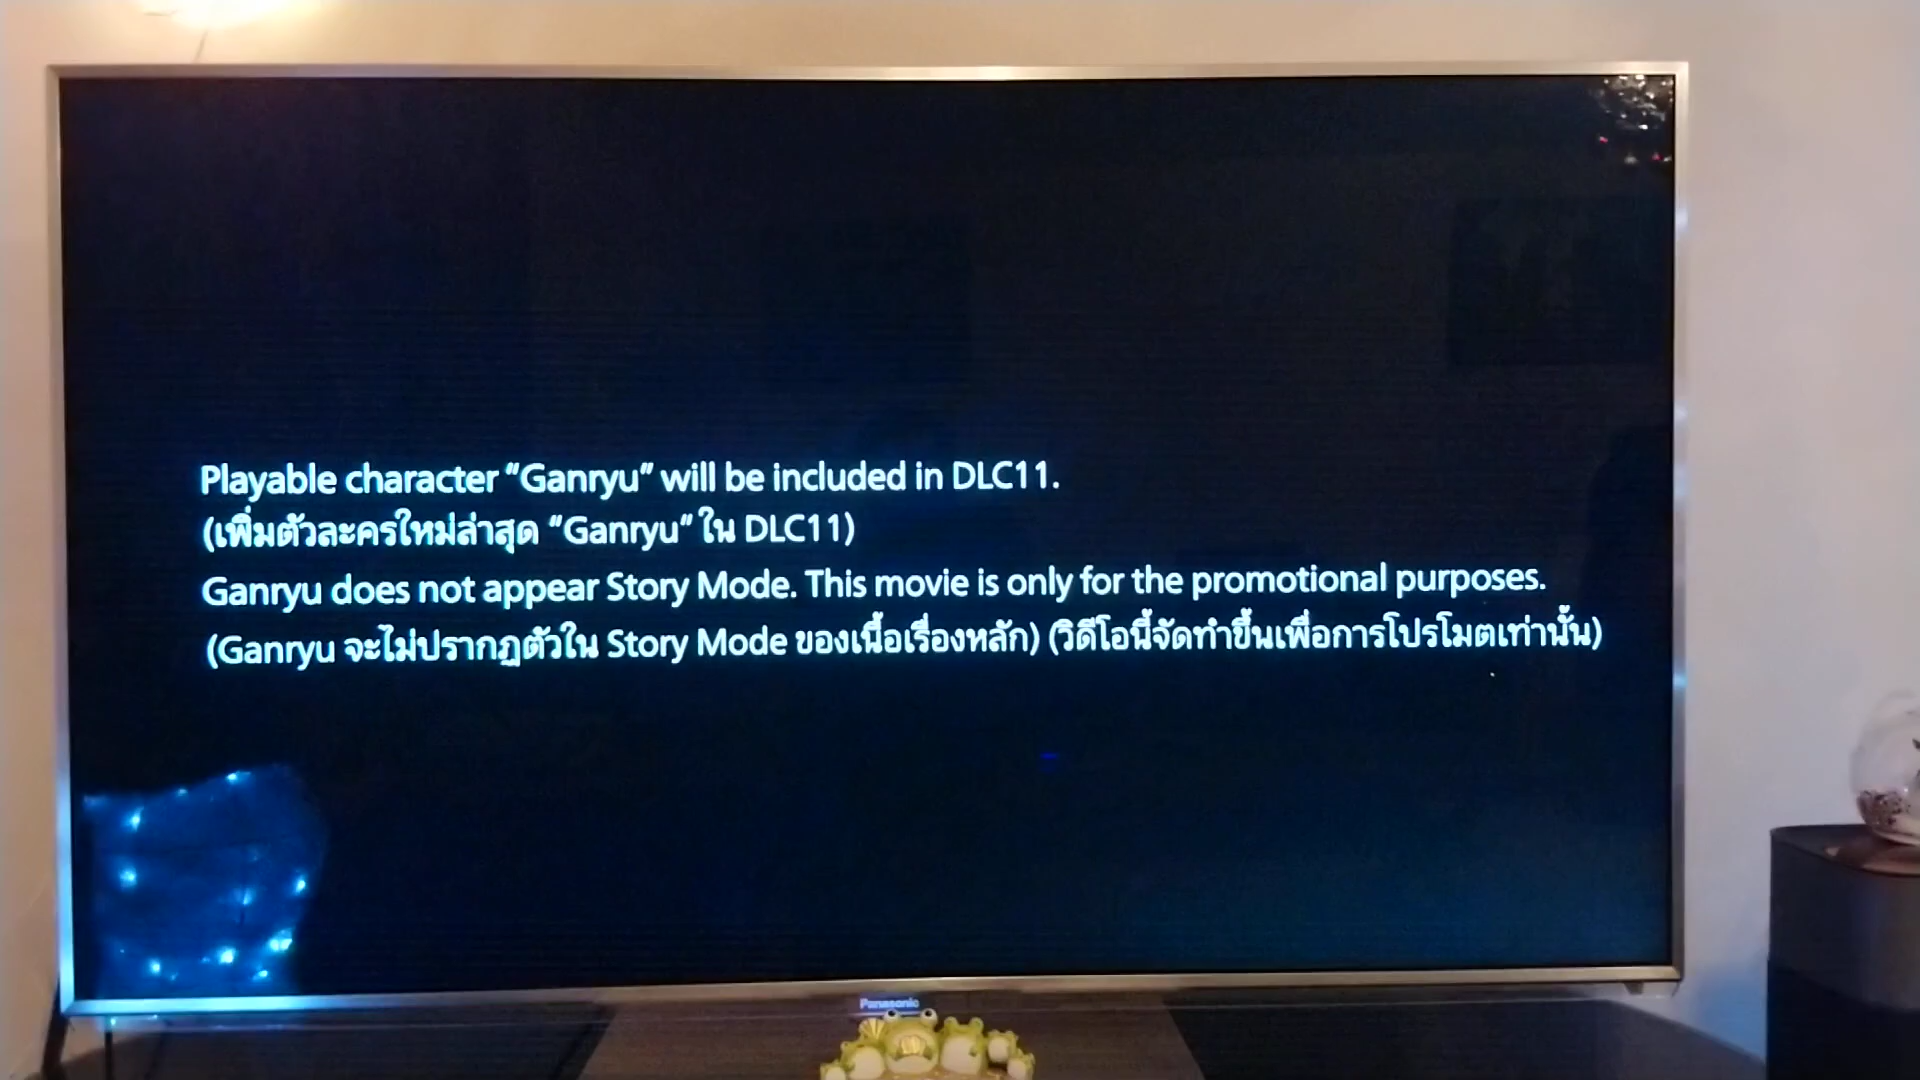 Playable character “Ganryu” will be included in DLC11.
(เพิ่มตัวละครใหม่ล่าสุด “Ganryu” ใน DLC11)
Ganryu does not appear Story Mode. This movie is only for the promotional purposes.
(Ganryu จะไม่ปรากฏตัวใน Story Mode ของเนื้อเรื่องหลัก) (วิดีโอนี้จัดทำขึ้นเพื่อการโปรโมตเท่านั้น)
Panasonic